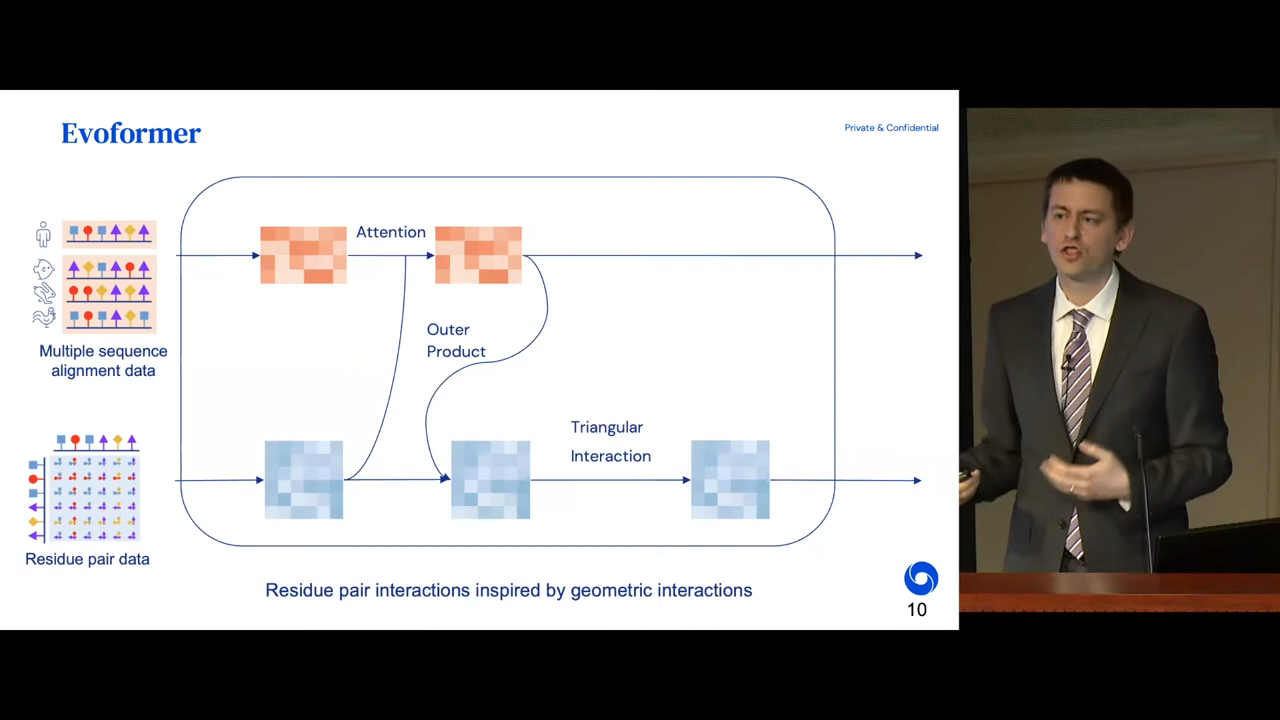 Evoformer
Private & Confidential
Attention
Outer
Product
Multiple sequence
alignment data
Triangular
Interaction
Residue pair data
Residue pair interactions inspired by geometric interactions
10